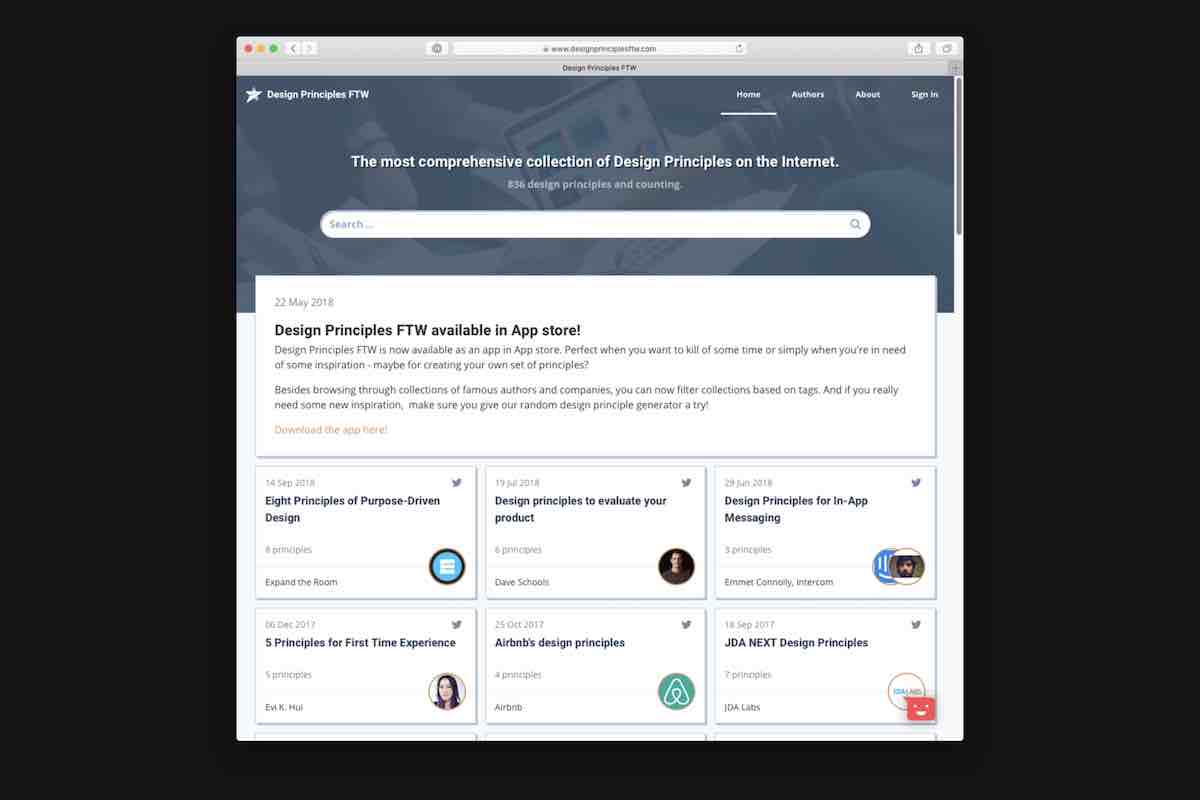 www.designprinciplesftw.com
Design Principles FTW
Design Principles FTW
Home
Authors
About
Sign In
The most comprehensive collection of Design Principles on the Internet.
836 design principles and counting.
Search ...
22 May 2018
Design Principles FTW available in App store!
Design Principles FTW is now available as an app in App store. Perfect when you want to kill of some time or simply when you're in need
of some inspiration - maybe for creating your own set of principles?
Besides browsing through collections of famous authors and companies, you can now filter collections based on tags. And if you really
need some new inspiration, make sure you give our random design principle generator a try!
Download the app here!
14 Sep 2018
Eight Principles of Purpose-Driven
Design
8 principles
Expand the Room
19 Jul 2018
Design principles to evaluate your
product
6 principles
Dave Schools
29 Jun 2018
Design Principles for In-App
Messaging
3 principles
Emmet Connolly, Intercom
06 Dec 2017
5 Principles for First Time Experience
5 principles
Evi K. Hui
25 Oct 2017
Airbnb's design principles
4 principles
Airbnb
18 Sep 2017
JDA NEXT Design Principles
7 principles
JDA LABS
JDA Labs